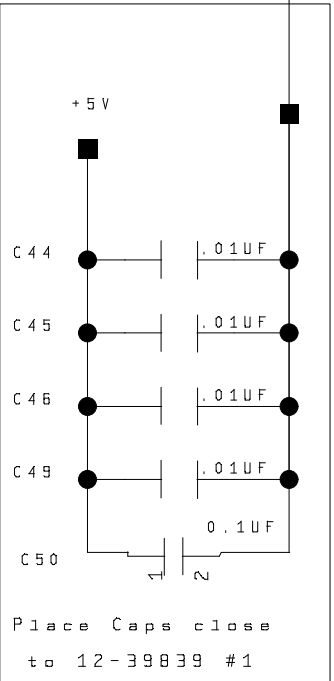 +5V
C44 .01UF
C45 .01UF
C46 .01UF
C49 .01UF
0.1UF
C50 1 2
Place Caps close
to 12-39839 #1